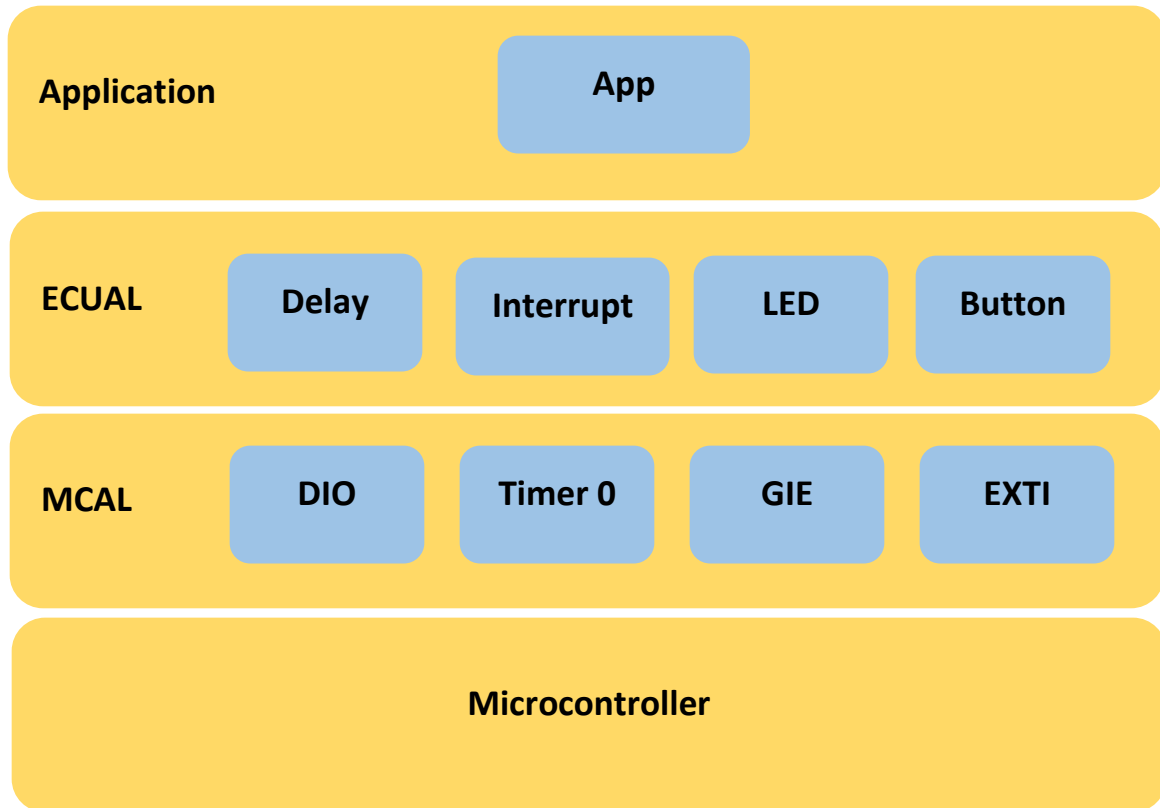 Application
App
ECUAL
Delay
Interrupt
LED
Button
MCAL
DIO
Timer 0
GIE
EXTI
Microcontroller